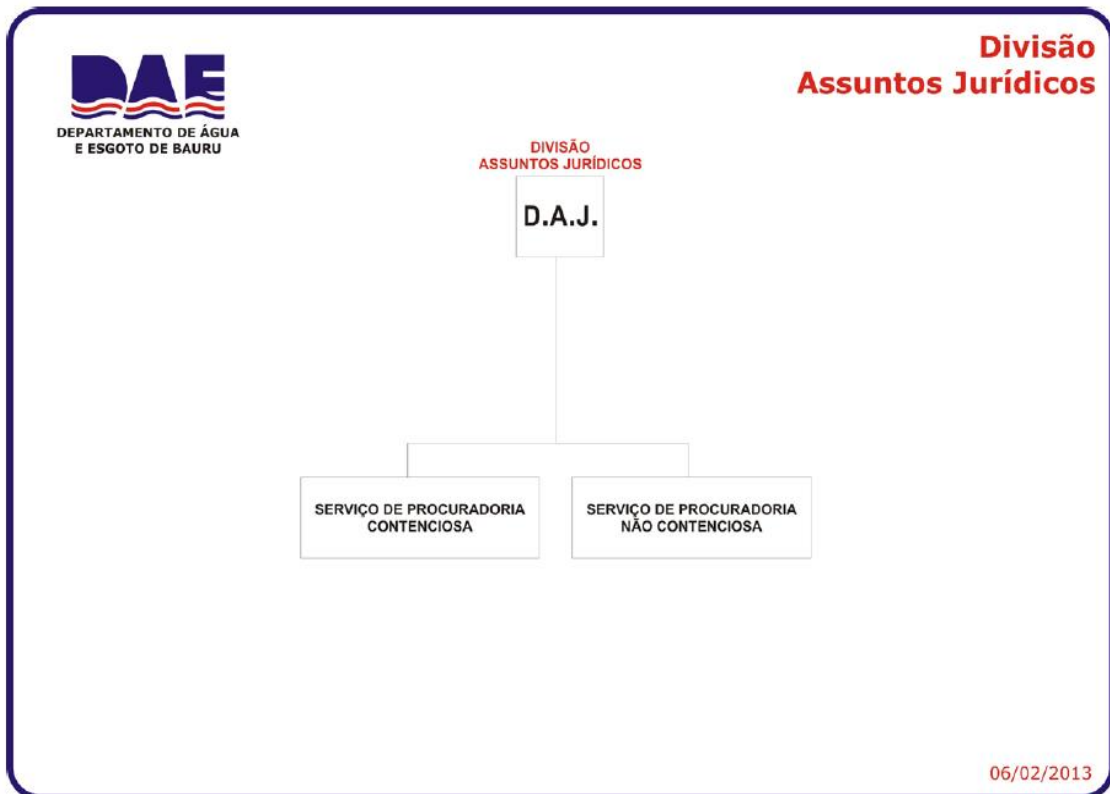 DAE
DEPARTAMENTO DE ÁGUA
E ESGOTO DE BAURU
Divisão
Assuntos Jurídicos
DIVISÃO
ASSUNTOS JURÍDICOS
D.A.J.
SERVIÇO DE PROCURADORIA
CONTENCIOSA
SERVIÇO DE PROCURADORIA
NÃO CONTENCIOSA
06/02/2013